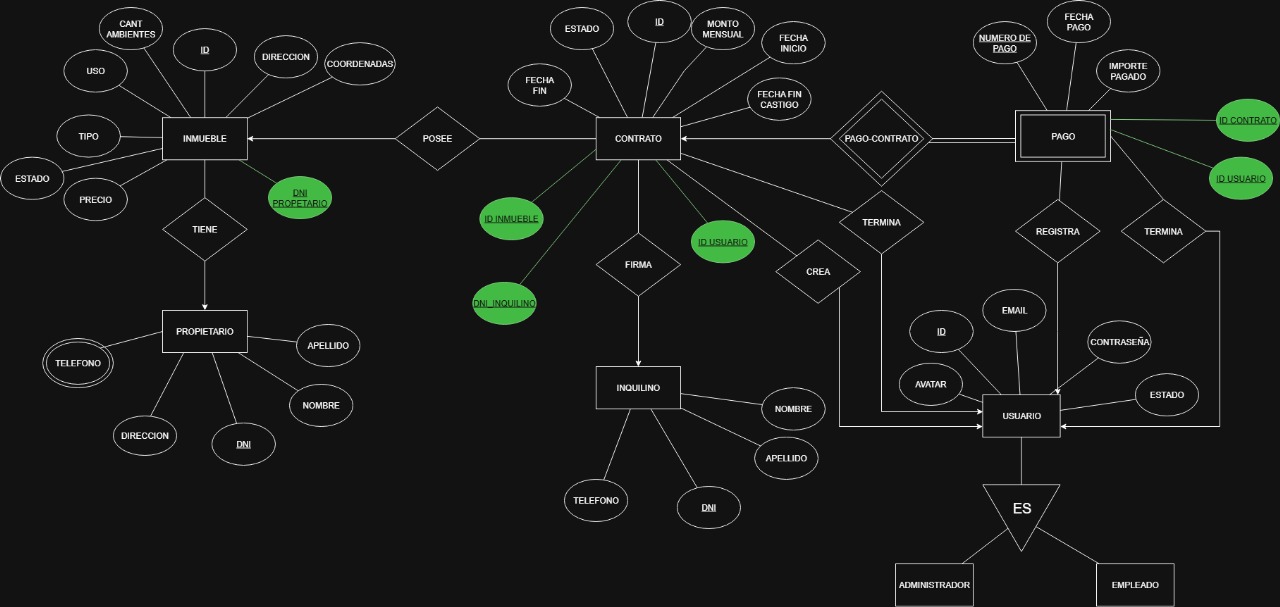 CANT
AMBIENTES
ID
DIRECCION
COORDENADAS
USO
TIPO
ESTADO
PRECIO
INMUEBLE
DNI
PROPETARIO
TIENE
PROPIETARIO
TELEFONO
DIRECCION
DNI
NOMBRE
APELLIDO
POSEE
ESTADO
ID
MONTO
MENSUAL
FECHA
INICIO
FECHA
FIN
FECHA FIN
CASTIGO
CONTRATO
ID INMUEBLE
DNI_INQUILINO
ID USUARIO
FIRMA
CREA
TERMINA
INQUILINO
NOMBRE
APELLIDO
TELEFONO
DNI
PAGO-CONTRATO
NUMERO DE
PAGO
FECHA
PAGO
IMPORTE
PAGADO
PAGO
ID CONTRATO
ID USUARIO
REGISTRA
TERMINA
ID
EMAIL
CONTRASEÑA
AVATAR
ESTADO
USUARIO
ES
ADMINISTRADOR
EMPLEADO